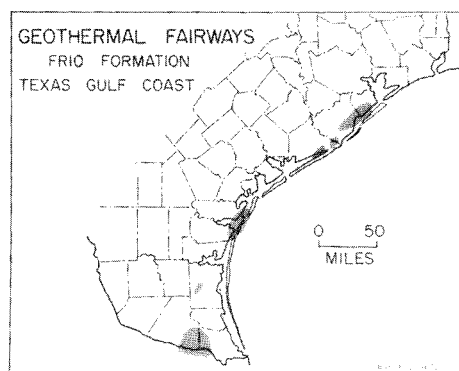 GEOTHERMAL FAIRWAYS
FRIO FORMATION
TEXAS GULF COAST
0 50
MILES